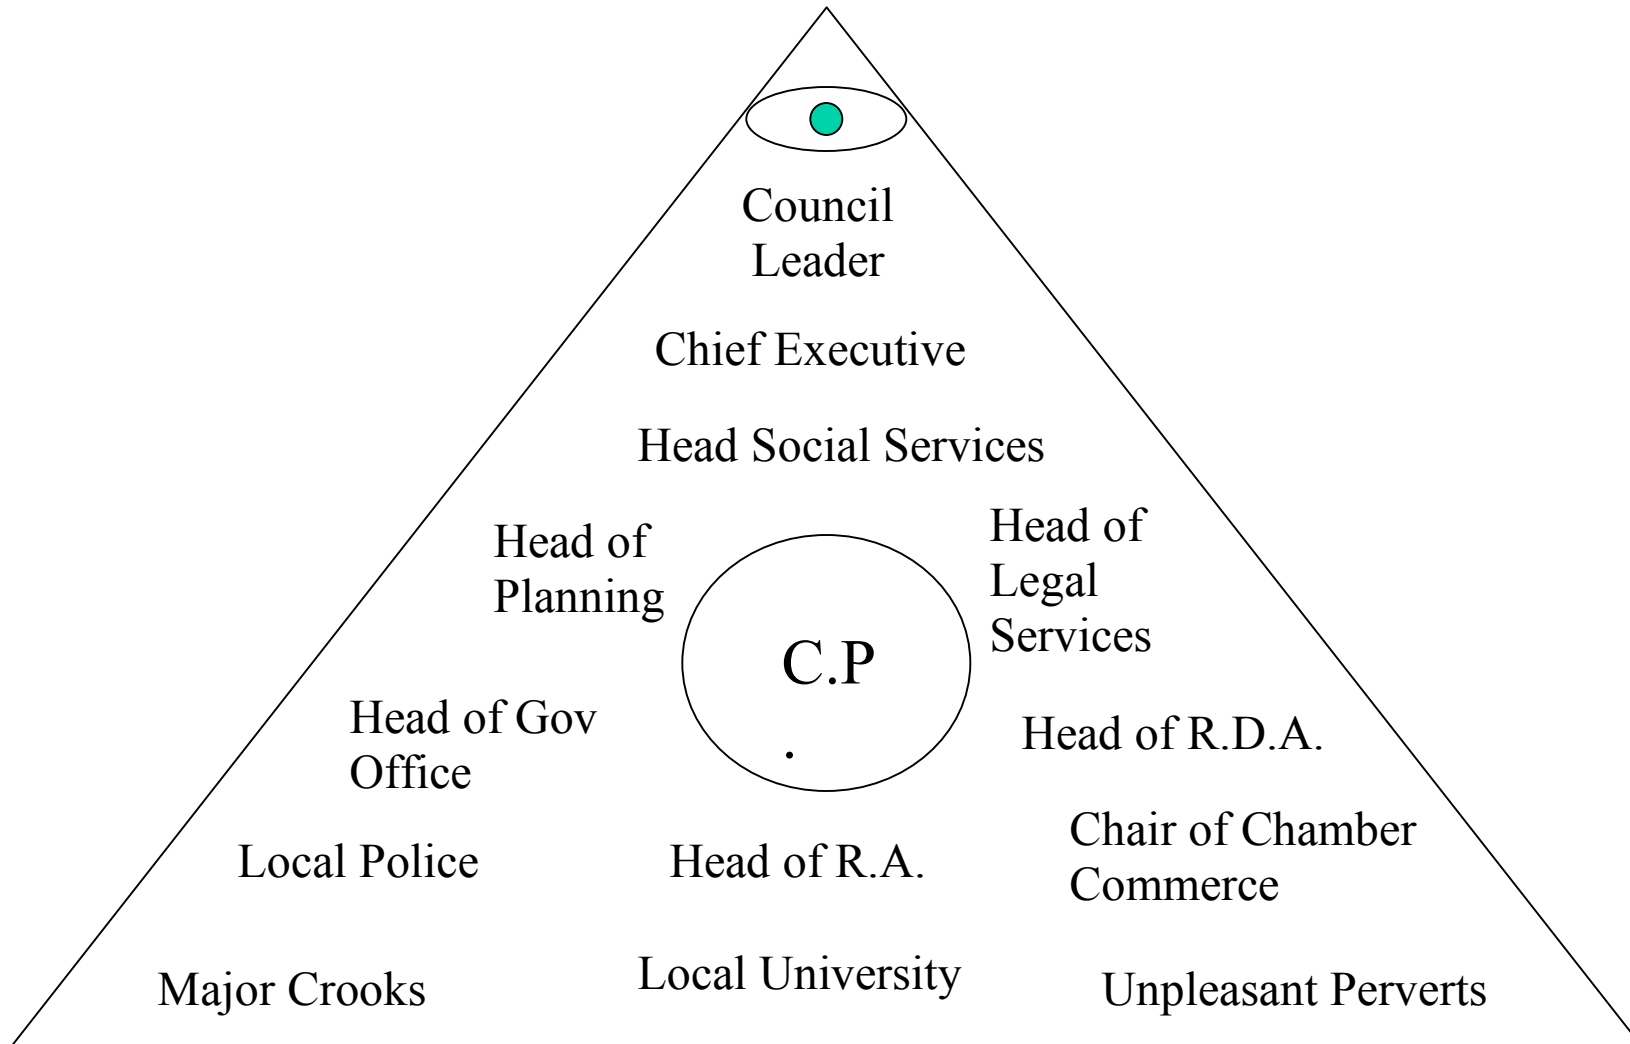 Council
Leader
Chief Executive
Head Social Services
Head of
Planning
Head of
Legal
Services
C.P
.
Head of Gov
Office
Head of R.D.A.
Local Police
Head of R.A.
Chair of Chamber
Commerce
Major Crooks
Local University
Unpleasant Perverts